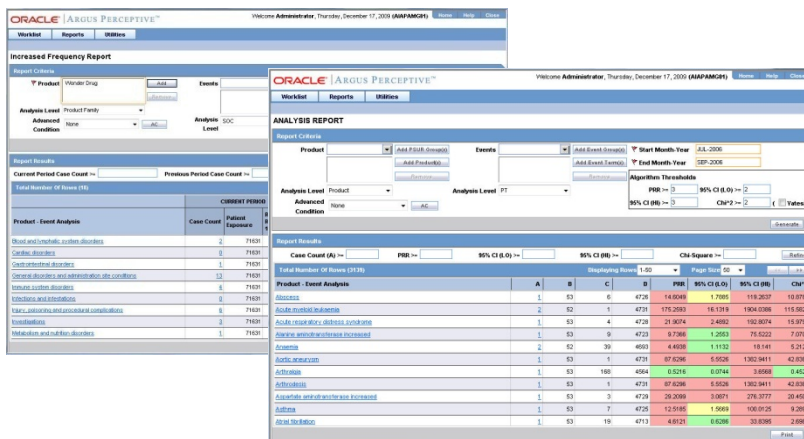 ORACLE ARGUS PERCEPTIVE™
Welcome Administrator, Thursday, December 17, 2009 (AIAPAMG01) Home Help Close
Worklist Reports Utilities
Increased Frequency Report
Report Criteria
Product Wonder Drug Add Events
Analysis Level Product Family
Advanced Condition None AC Analysis Level SOC
Report Results
Current Period Case Count >= Previous Period Case Count >=
Total Number Of Rows (18)
CURRENT PERIOD
Product - Event Analysis Case Count Patient Exposure
Blood and lymphatic system disorders 2 71631
Cardiac disorders 71631
Gastrointestinal disorders 1 71631
General disorders and administration site conditions 13 71631
Immune system disorders 4 71631
Infections and infestations 71631
Injury, poisoning and procedural complications 71631
Investigations 3 71631
Metabolism and nutrition disorders 1 71631
ORACLE ARGUS PERCEPTIVE™
Welcome Administrator, Thursday, December 17, 2009 (AIAPAMG01) Home Help Close
Worklist Reports Utilities
ANALYSIS REPORT
Report Criteria
Product Add PSUR Group(s) Events Add Event Group(s) Start Month-Year JUL-2006
Add Product(s) Add Event Term(s) End Month-Year SEP-2006
Remove Remove Algorithm Thresholds
Analysis Level Product Analysis Level PT PRR >= 3 95% CI (LO) >= 2
Advanced Condition None AC 95% CI (HI) >= 3 Chi^2 >= 2 ( Yates
Generate
Report Results
Case Count (A) >= PRR >= 95% CI (LO) >= 95% CI (HI) >= Chi-Square >=
Total Number Of Rows (3139) Displaying Rows 1-50 Page Size 50
Product - Event Analysis A B C D PRR 95% CI (LO) 95% CI (HI)
Abscess 1 53 6 4726 14.6049 1.7885 119.2637
Acute myeloid leukaemia 2 52 1 4731 175.2593 16.1319 1904.0386
Acute respiratory distress syndrome 1 53 4 4728 21.9074 2.4892 192.8074
Alanine aminotransferase increased 1 53 9 4723 9.7366 1.2553 75.5222
Anaemia 2 52 39 4693 4.4938 1.1132 18.141
Aortic aneurysm 1 53 1 4731 87.6296 5.5526 1382.9411
Arthralgia 1 53 168 4564 0.5216 0.0744 3.6568
Arthrodesis 1 53 1 4731 87.6296 5.5526 1382.9411
Aspartate aminotransferase increased 1 53 3 4729 29.2099 3.0871 276.3777
Asthma 1 53 7 4725 12.5185 1.5669 100.0125
Atrial fibrillation 1 53 19 4713 4.6121 0.6286 33.8395
Print